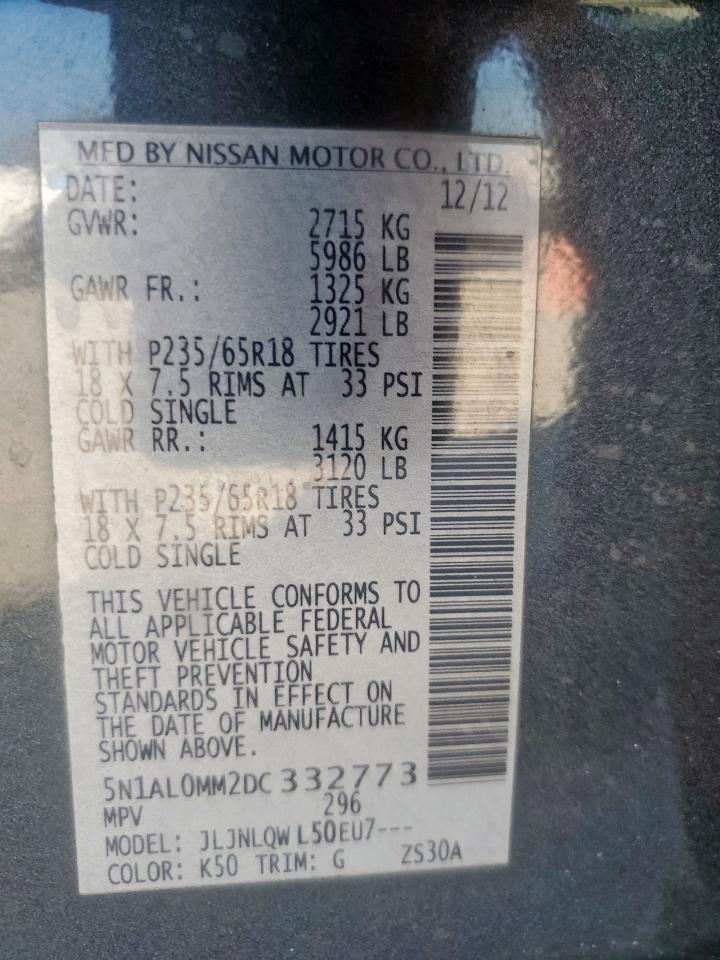 MFD BY NISSAN MOTOR CO., LTD.
DATE: 12/12
GVWR: 2715 KG
5986 LB
GAWR FR.: 1325 KG
2921 LB
WITH P235/65R18 TIRES
18 X 7.5 RIMS AT 33 PSI
COLD SINGLE
GAWR RR.: 1415 KG
3120 LB
WITH P235/65R18 TIRES
18 X 7.5 RIMS AT 33 PSI
COLD SINGLE
THIS VEHICLE CONFORMS TO
ALL APPLICABLE FEDERAL
MOTOR VEHICLE SAFETY AND
THEFT PREVENTION
STANDARDS IN EFFECT ON
THE DATE OF MANUFACTURE
SHOWN ABOVE.
5N1AL0MM2DC332773
MPV 296
MODEL: JLJNLQWL50EU7---
COLOR: K50 TRIM: G ZS30A